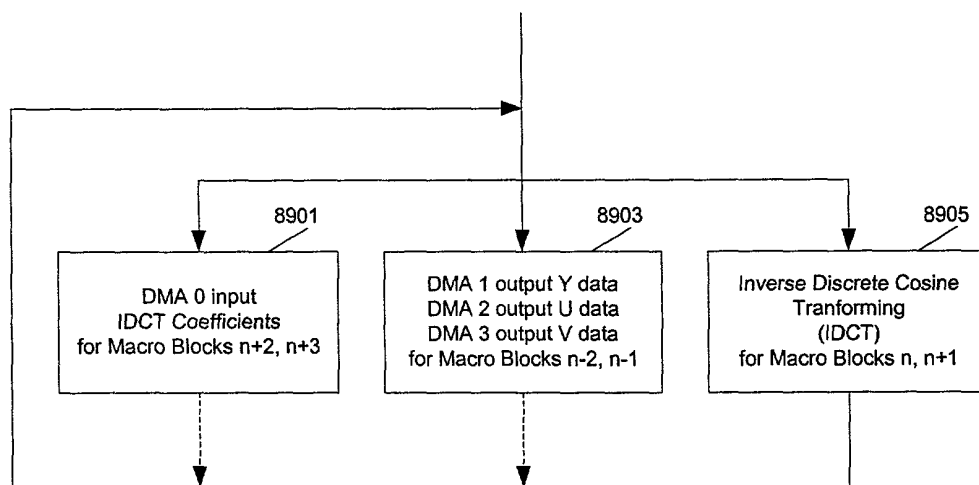 8901
8903
8905
DMA 0 input
IDCT Coefficients
for Macro Blocks n+2, n+3
DMA 1 output Y data
DMA 2 output U data
DMA 3 output V data
for Macro Blocks n-2, n-1
Inverse Discrete Cosine
Tranforming
(IDCT)
for Macro Blocks n, n+1